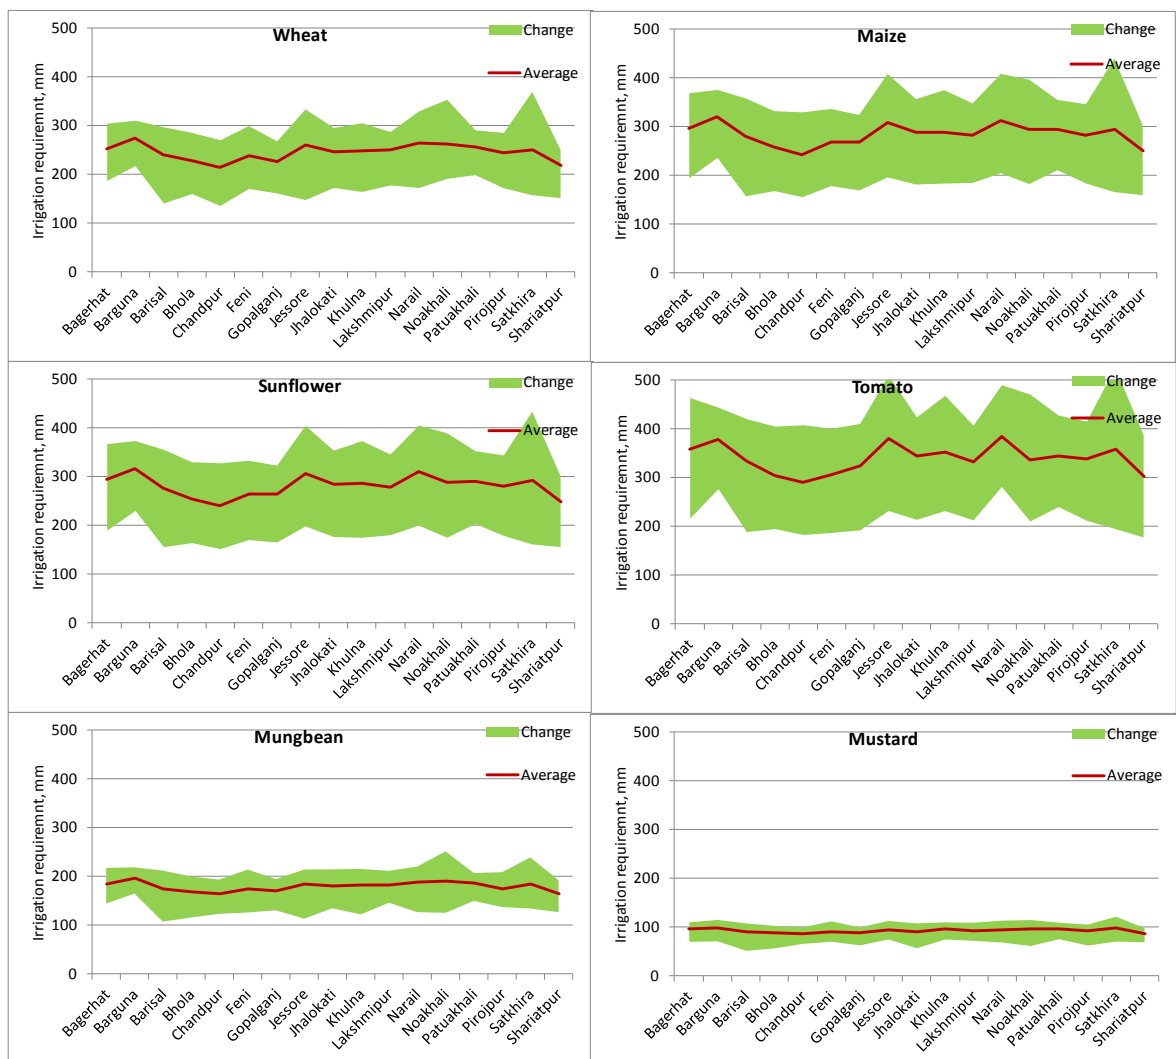 Wheat
Change
Average
Irrigation requiremnt, mm
500
400
300
200
100
0
Bagerhat
Barguna
Barisal
Bhola
Chandpur
Feni
Gopalganj
Jessore
Jhalokati
Khulna
Lakshmipur
Narail
Noakhali
Patuakhali
Pirojpur
Satkhira
Shariatpur
Maize
Change
Average
Irrigation requiremnt, mm
500
400
300
200
100
0
Bagerhat
Barguna
Barisal
Bhola
Chandpur
Feni
Gopalganj
Jessore
Jhalokati
Khulna
Lakshmipur
Narail
Noakhali
Patuakhali
Pirojpur
Satkhira
Shariatpur
Sunflower
Change
Average
Irrigation requiremnt, mm
500
400
300
200
100
0
Bagerhat
Barguna
Barisal
Bhola
Chandpur
Feni
Gopalganj
Jessore
Jhalokati
Khulna
Lakshmipur
Narail
Noakhali
Patuakhali
Pirojpur
Satkhira
Shariatpur
Tomato
Change
Average
Irrigation requiremnt, mm
500
400
300
200
100
0
Bagerhat
Barguna
Barisal
Bhola
Chandpur
Feni
Gopalganj
Jessore
Jhalokati
Khulna
Lakshmipur
Narail
Noakhali
Patuakhali
Pirojpur
Satkhira
Shariatpur
Mungbean
Change
Average
Irrigation requiremnt, mm
500
400
300
200
100
0
Bagerhat
Barguna
Barisal
Bhola
Chandpur
Feni
Gopalganj
Jessore
Jhalokati
Khulna
Lakshmipur
Narail
Noakhali
Patuakhali
Pirojpur
Satkhira
Shariatpur
Mustard
Change
Average
Irrigation requiremnt, mm
500
400
300
200
100
0
Bagerhat
Barguna
Barisal
Bhola
Chandpur
Feni
Gopalganj
Jessore
Jhalokati
Khulna
Lakshmipur
Narail
Noakhali
Patuakhali
Pirojpur
Satkhira
Shariatpur